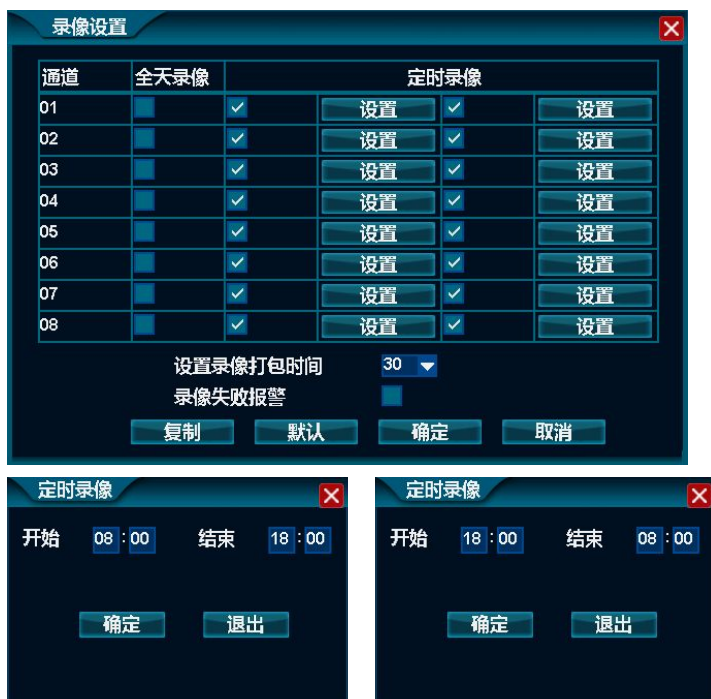 录像设置
通道 全天录像 定时录像
01 设置 设置
02 设置 设置
03 设置 设置
04 设置 设置
05 设置 设置
06 设置 设置
07 设置 设置
08 设置 设置
设置录像打包时间 30
录像失败报警
复制 默认 确定 取消
定时录像
开始 08:00 结束 18:00
确定 退出
定时录像
开始 18:00 结束 08:00
确定 退出